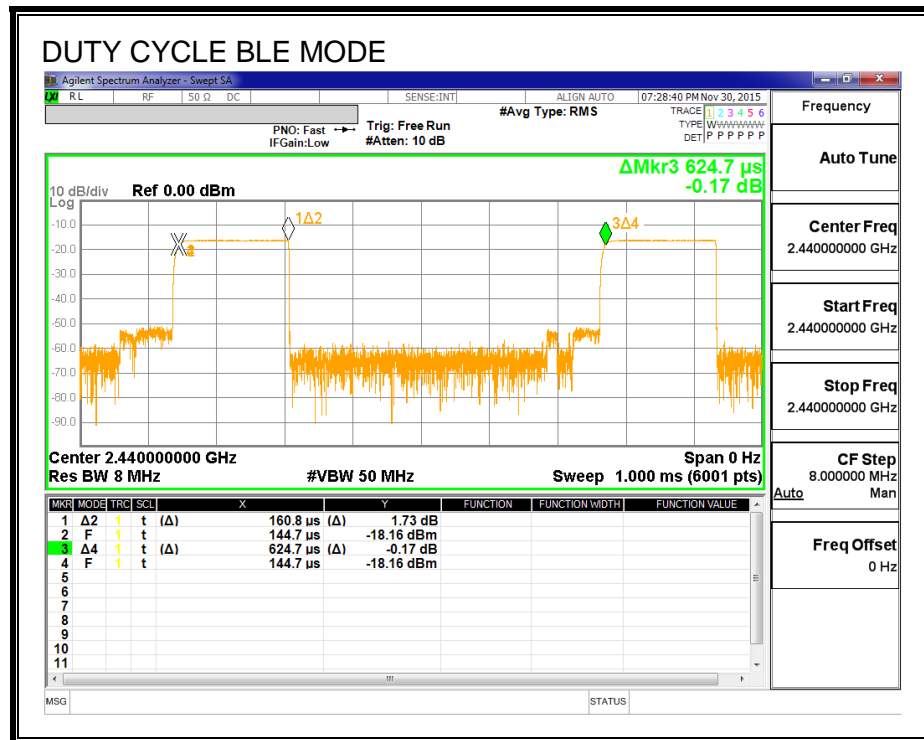 DUTY CYCLE BLE MODE
Agilent Spectrum Analyzer - Swept SA
LXI RL RF 50 Ω DC SENSE:INT ALIGN AUTO 07:28:40 PM Nov 30, 2015
#Avg Type: RMS
TRACE 1 2 3 4 5 6
TYPE WWWWWW
DET P P P P P P
PNO: Fast
IFGain:Low
Trig: Free Run
#Atten: 10 dB
ΔMkr3 624.7 µs
-0.17 dB
10 dB/div Ref 0.00 dBm
Log
-10.0
-20.0
-30.0
-40.0
-50.0
-60.0
-70.0
-80.0
-90.0
1Δ2
3Δ4
Center 2.440000000 GHz Span 0 Hz
Res BW 8 MHz #VBW 50 MHz Sweep 1.000 ms (6001 pts)
MKR MODE TRC SCL X Y FUNCTION FUNCTION WIDTH FUNCTION VALUE
1 Δ2 1 t (Δ) 160.8 µs (Δ) 1.73 dB
2 F 1 t 144.7 µs -18.16 dBm
3 Δ4 1 t (Δ) 624.7 µs (Δ) -0.17 dB
4 F 1 t 144.7 µs -18.16 dBm
5
6
7
8
9
10
11
MSG STATUS
Frequency
Auto Tune
Center Freq
2.440000000 GHz
Start Freq
2.440000000 GHz
Stop Freq
2.440000000 GHz
CF Step
8.000000 MHz
Auto Man
Freq Offset
0 Hz